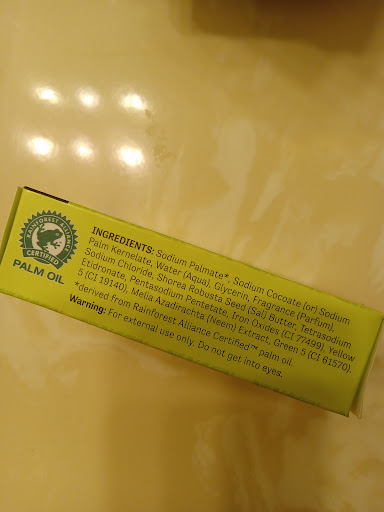 RAINFOREST ALLIANCE
CERTIFIED
PALM OIL
INGREDIENTS: Sodium Palmate*, Sodium Cocoate (or) Sodium
Palm Kernelate, Water (Aqua), Glycerin, Fragrance (Parfum),
Sodium Chloride, Shorea Robusta Seed (Sal) Butter, Tetrasodium
Etidronate, Pentasodium Pentetate, Iron Oxides (CI 77499), Yellow
5 (CI 19140), Melia Azadirachta (Neem) Extract, Green 5 (CI 61570)
*derived from Rainforest Alliance Certified™ palm oil.
Warning: For external use only. Do not get into eyes.